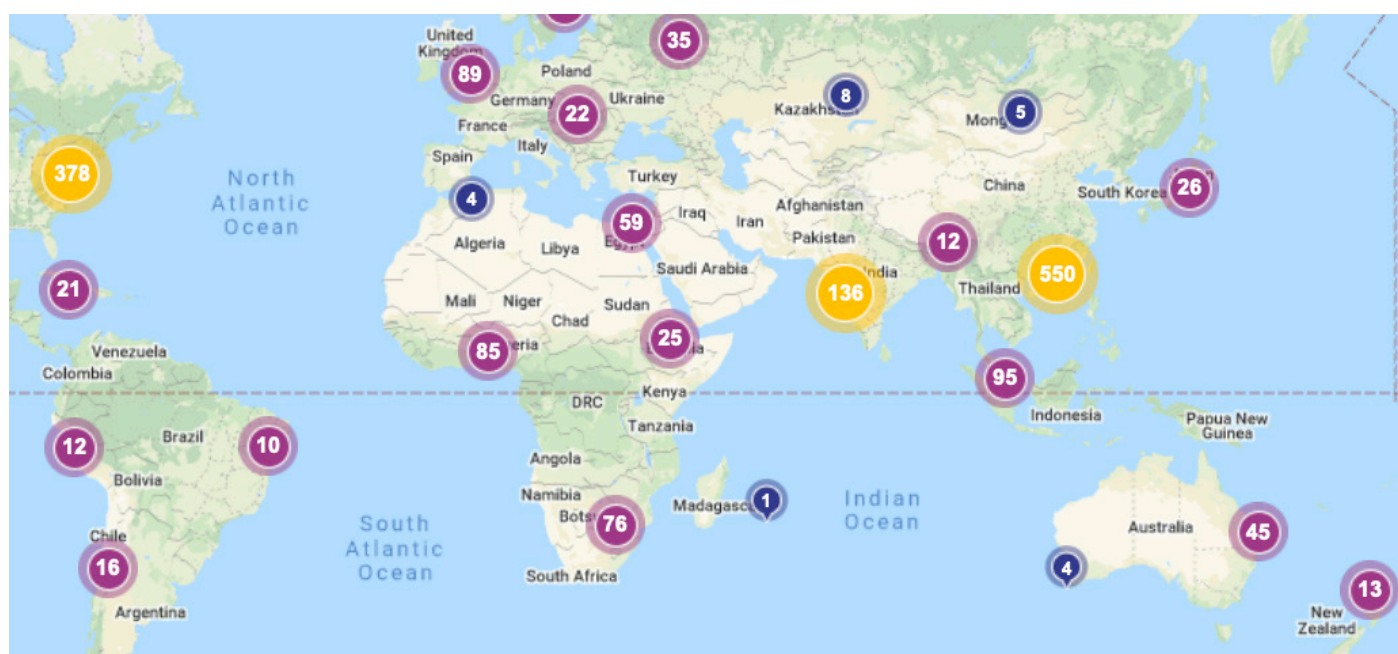 United
Kingdom
35
89
Poland
Germany
22
Ukraine
France
Italy
Spain
Turkey
8
5
China
South Korea
26
378
North
Atlantic
Ocean
4
59
Iraq
Iran
Afghanistan
Pakistan
12
Algeria
Libya
Saudi Arabia
India
136
Thailand
550
21
Mali
Niger
Chad
Sudan
85
25
Venezuela
Colombia
Kenya
95
DRC
Tanzania
Indonesia
Papua New
Guinea
12
Brazil
10
Bolivia
Angola
Namibia
76
1
Indian
Ocean
Australia
45
4
South
Atlantic
Ocean
Chile
16
South Africa
Argentina
13
New
Zealand